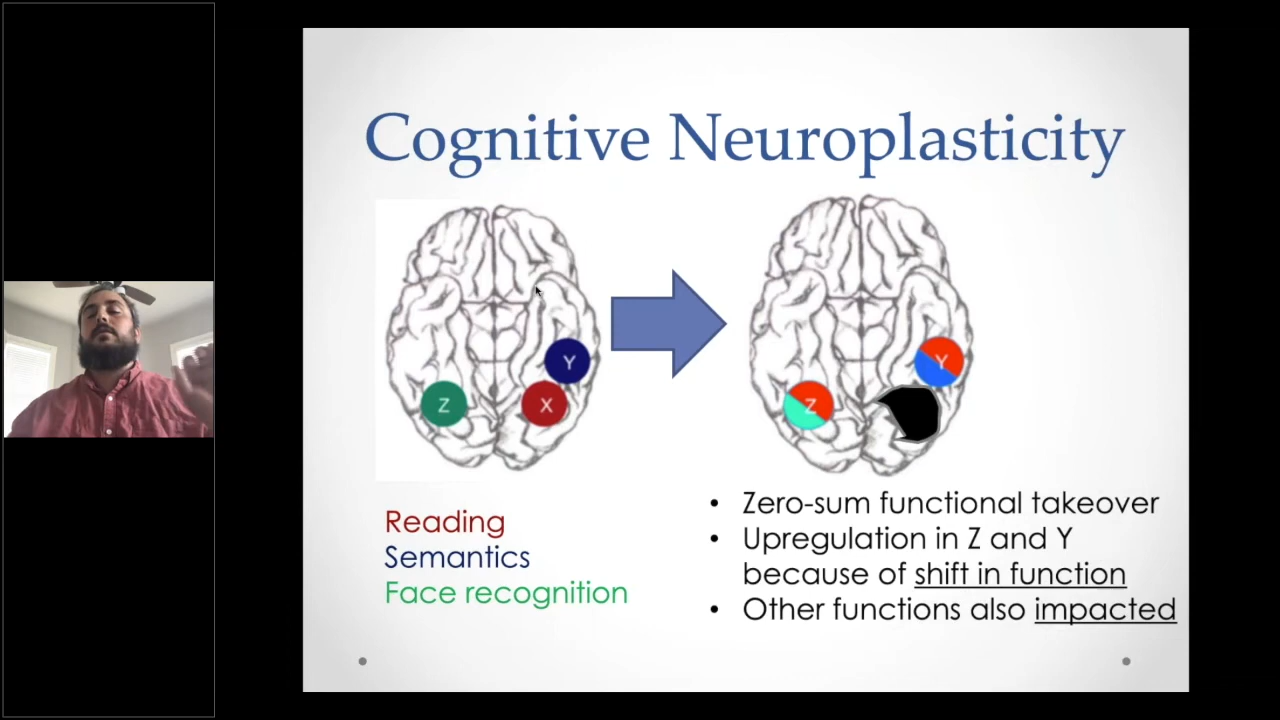 Cognitive Neuroplasticity
Y
Z
X
Y
Z
Reading
Semantics
Face recognition
• Zero-sum functional takeover
• Upregulation in Z and Y
because of shift in function
• Other functions also impacted